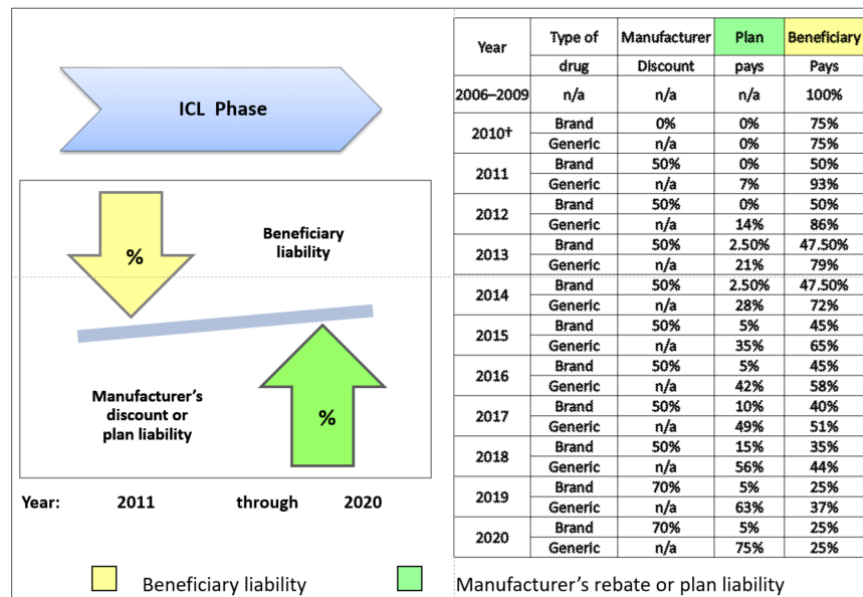 ICL Phase
%
Beneficiary
liability
Manufacturer's
discount or
plan liability
%
Year: 2011 through 2020
Year Type of Manufacturer Plan Beneficiary
drug Discount pays Pays
2006–2009 n/a n/a n/a 100%
2010† Brand 0% 0% 75%
Generic n/a 0% 75%
2011 Brand 50% 0% 50%
Generic n/a 7% 93%
2012 Brand 50% 0% 50%
Generic n/a 14% 86%
2013 Brand 50% 2.50% 47.50%
Generic n/a 21% 79%
2014 Brand 50% 2.50% 47.50%
Generic n/a 28% 72%
2015 Brand 50% 5% 45%
Generic n/a 35% 65%
2016 Brand 50% 5% 45%
Generic n/a 42% 58%
2017 Brand 50% 10% 40%
Generic n/a 49% 51%
2018 Brand 50% 15% 35%
Generic n/a 56% 44%
2019 Brand 70% 5% 25%
Generic n/a 63% 37%
2020 Brand 70% 5% 25%
Generic n/a 75% 25%
Beneficiary liability Manufacturer's rebate or plan liability